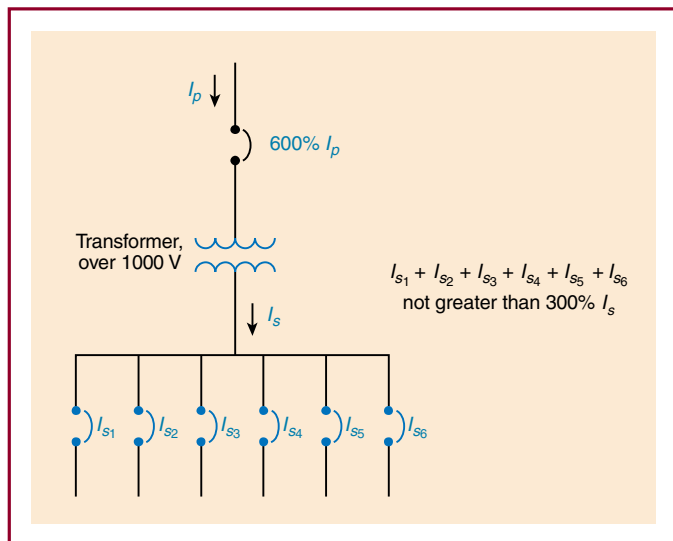 Ip
600% Ip
Transformer,
over 1000 V
Is1 + Is2 + Is3 + Is4 + Is5 + Is6
not greater than 300% Is
Is
Is1 Is2 Is3 Is4 Is5 Is6